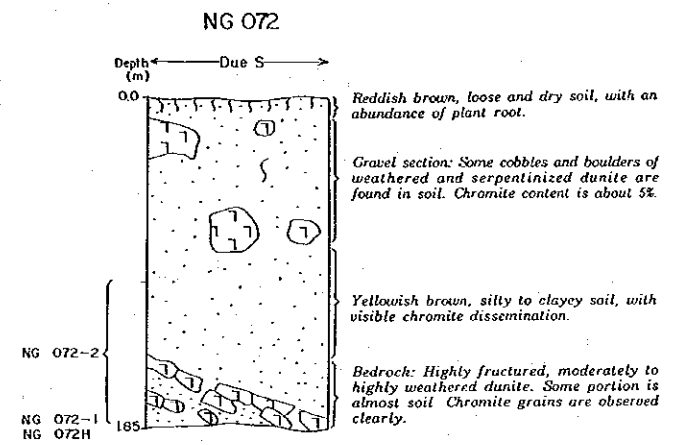 NG 072
Depth
(m)
Due S
0.0
Reddish brown, loose and dry soil, with an
abundance of plant root.
Gravel section: Some cobbles and boulders of
weathered and serpentinized dunite are
found in soil. Chromite content is about 5%.
Yellowish brown, silty to clayey soil, with
visible chromite dissemination.
NG 072-2
Bedroch: Highly fructured, moderately to
highly weathered dunite. Some portion is
almost soil Chromite grains are observed
clearly.
NG 072-1
NG 072H
185